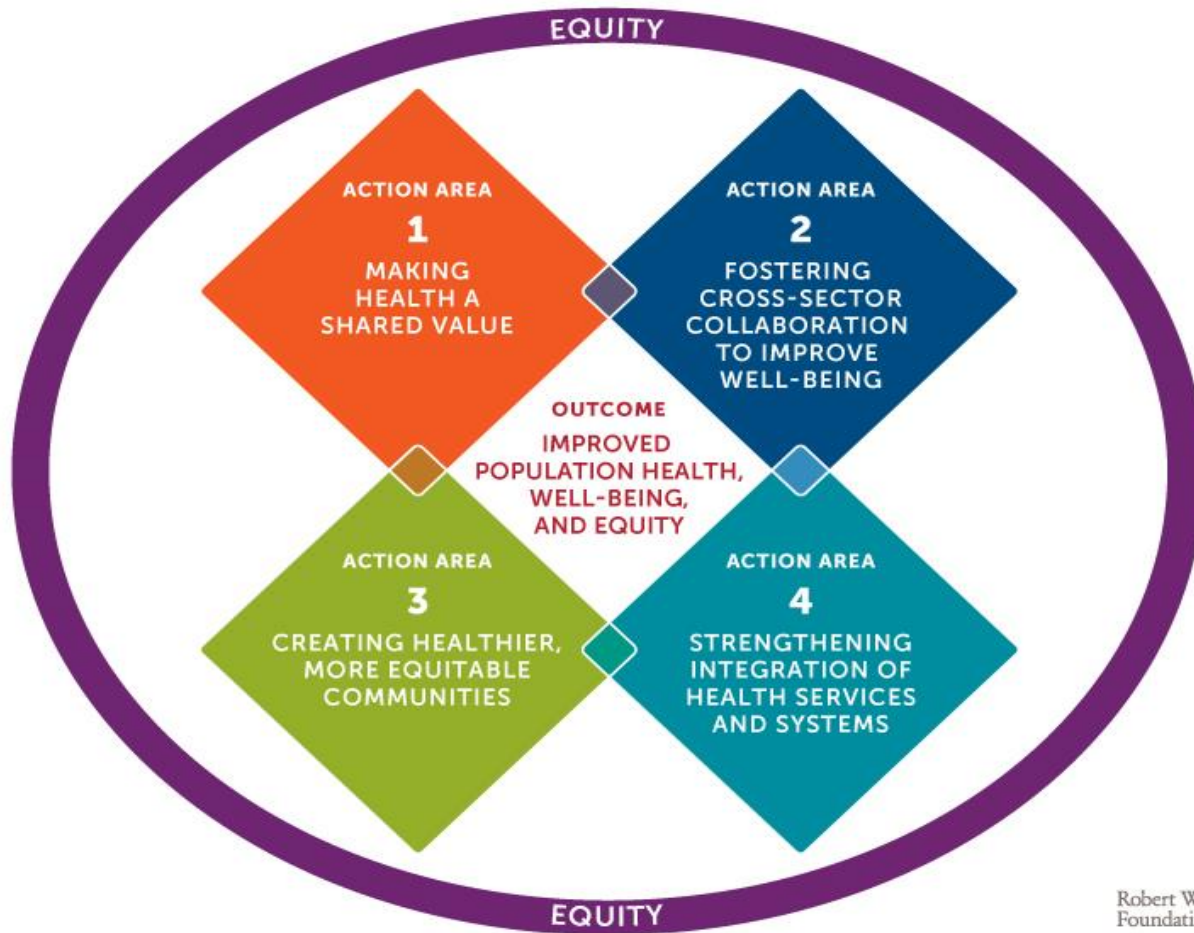 EQUITY
ACTION AREA
1
MAKING
HEALTH A
SHARED VALUE
ACTION AREA
2
FOSTERING
CROSS-SECTOR
COLLABORATION
TO IMPROVE
WELL-BEING
OUTCOME
IMPROVED
POPULATION HEALTH,
WELL-BEING,
AND EQUITY
ACTION AREA
3
CREATING HEALTHIER,
MORE EQUITABLE
COMMUNITIES
ACTION AREA
4
STRENGTHENING
INTEGRATION OF
HEALTH SERVICES
AND SYSTEMS
EQUITY
Robert